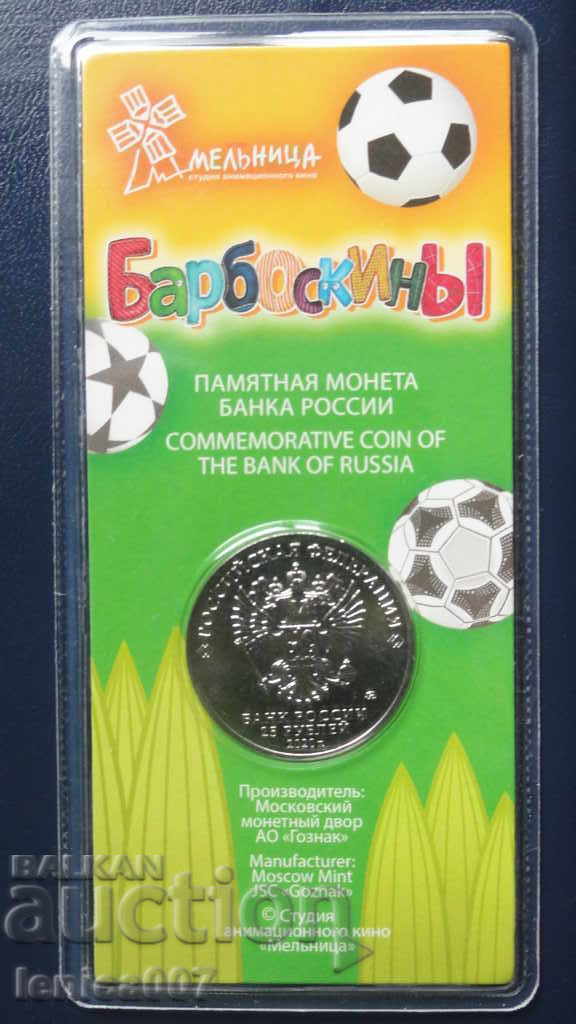 МЕЛЬНИЦА
студия анимационного кино
Барбоскины
ПАМЯТНАЯ МОНЕТА
БАНКА РОССИИ
COMMEMORATIVE COIN OF
THE BANK OF RUSSIA
РОССИЙСКАЯ ФЕДЕРАЦИЯ
БАНК РОССИИ
25 РУБЛЕЙ
2020 г.
Производитель:
Московский
монетный двор
АО «Гознак»
Manufacturer:
Moscow Mint
JSC «Goznak»
© Студия
анимационного кино
«Мельница»
BALKAN
auction
lenica007